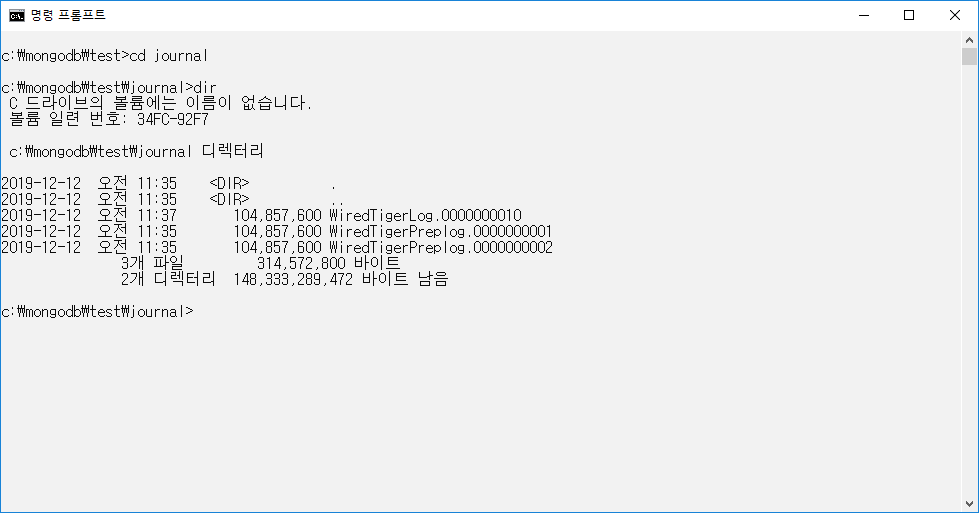 명령 프롬프트
c:₩mongodb₩test>cd journal
c:₩mongodb₩test₩journal>dir
C 드라이브의 볼륨에는 이름이 없습니다.
볼륨 일련 번호: 34FC-92F7
c:₩mongodb₩test₩journal 디렉터리
2019-12-12 오전 11:35 <DIR> .
2019-12-12 오전 11:35 <DIR> ..
2019-12-12 오전 11:37 104,857,600 WiredTigerLog.0000000010
2019-12-12 오전 11:35 104,857,600 WiredTigerPreplog.0000000001
2019-12-12 오전 11:35 104,857,600 WiredTigerPreplog.0000000002
3개 파일 314,572,800 바이트
2개 디렉터리 148,333,289,472 바이트 남음
c:₩mongodb₩test₩journal>